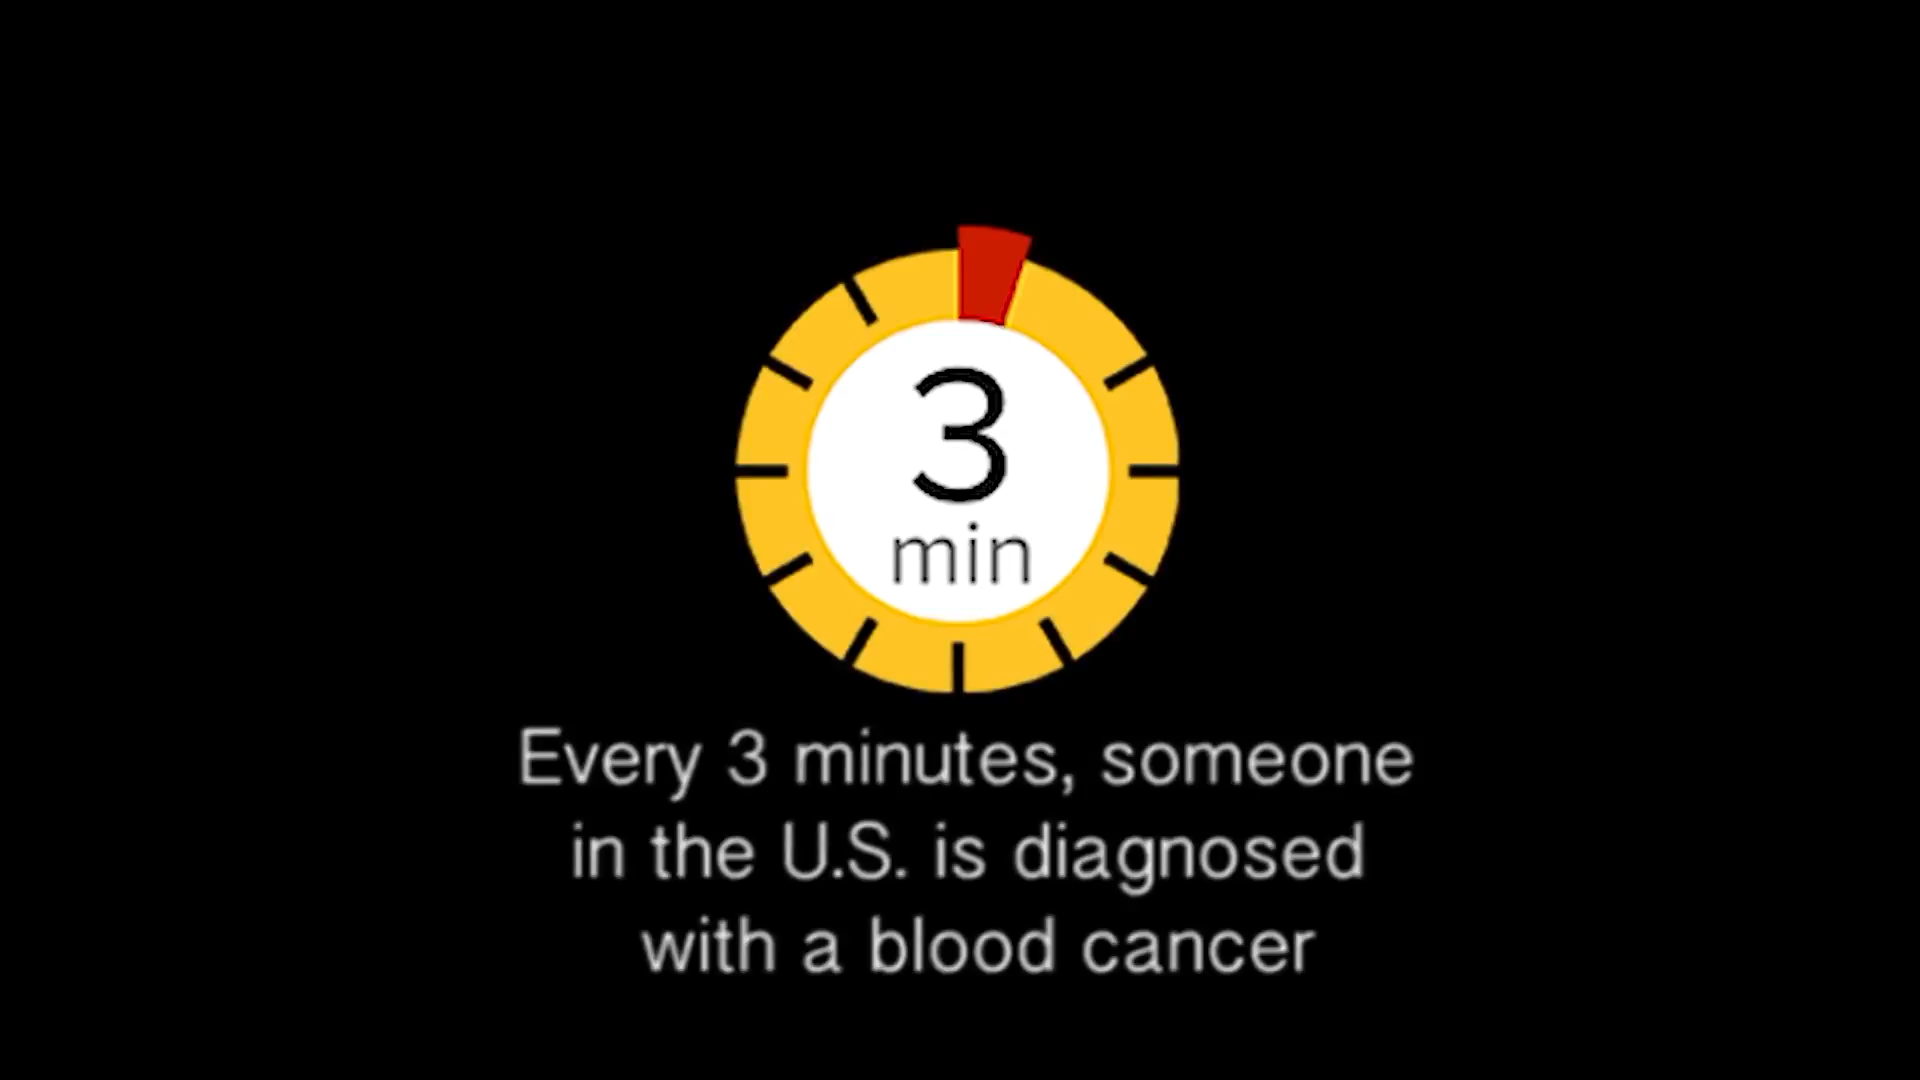 3
min
Every 3 minutes, someone
in the U.S. is diagnosed
with a blood cancer